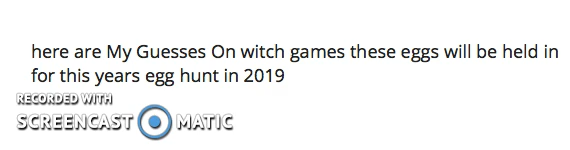 here are My Guesses On witch games these eggs will be held in
for this years egg hunt in 2019
RECORDED WITH
SCREENCAST MATIC